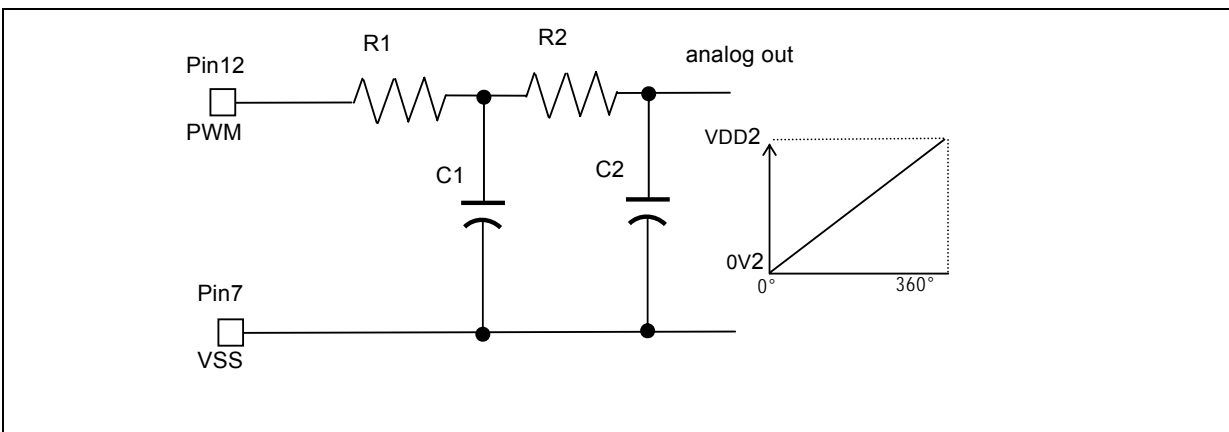 R1
R2
analog out
Pin12
PWM
VDD2
C1
C2
0V2
0°
360°
Pin7
VSS